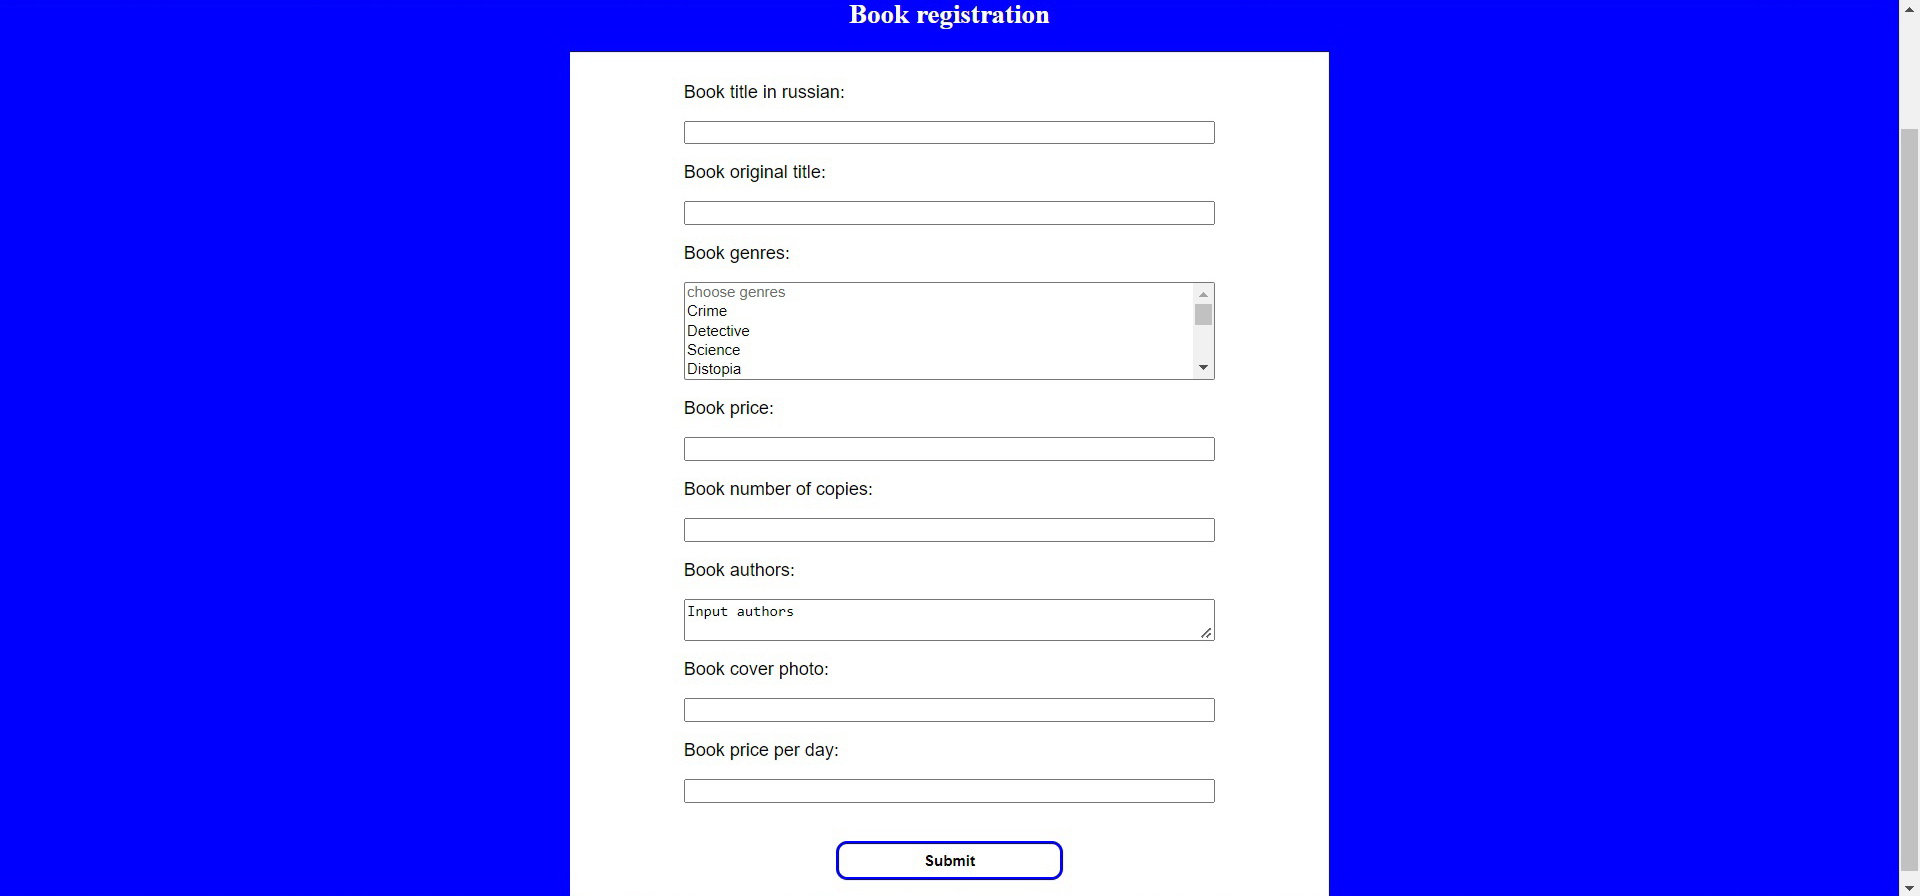 Book registration
Book title in russian:
Book original title:
Book genres:
choose genres
Crime
Detective
Science
Distopia
Book price:
Book number of copies:
Book authors:
Input authors
Book cover photo:
Book price per day:
Submit